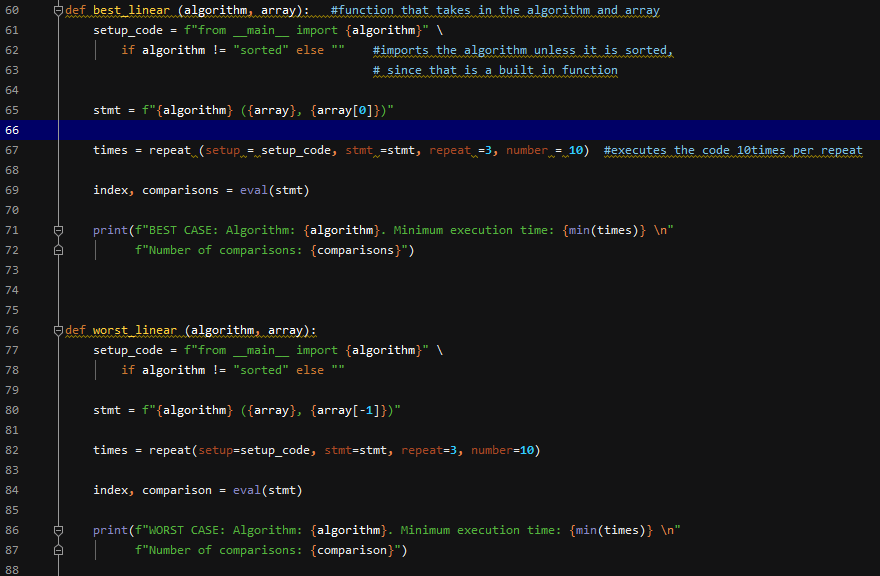 60 def best_linear (algorithm, array):   #function that takes in the algorithm and array
61     setup_code = f"from __main__ import {algorithm}" \
62         if algorithm != "sorted" else ""    #imports the algorithm unless it is sorted,
63                                             # since that is a built in function
64
65     stmt = f"{algorithm} ({array}, {array[0]})"
66
67     times = repeat (setup = setup_code, stmt =stmt, repeat =3, number = 10)  #executes the code 10times per repeat
68
69     index, comparisons = eval(stmt)
70
71     print(f"BEST CASE: Algorithm: {algorithm}. Minimum execution time: {min(times)} \n"
72           f"Number of comparisons: {comparisons}")
73
74
75
76 def worst_linear (algorithm, array):
77     setup_code = f"from __main__ import {algorithm}" \
78         if algorithm != "sorted" else ""
79
80     stmt = f"{algorithm} ({array}, {array[-1]})"
81
82     times = repeat(setup=setup_code, stmt=stmt, repeat=3, number=10)
83
84     index, comparison = eval(stmt)
85
86     print(f"WORST CASE: Algorithm: {algorithm}. Minimum execution time: {min(times)} \n"
87           f"Number of comparisons: {comparison}")
88